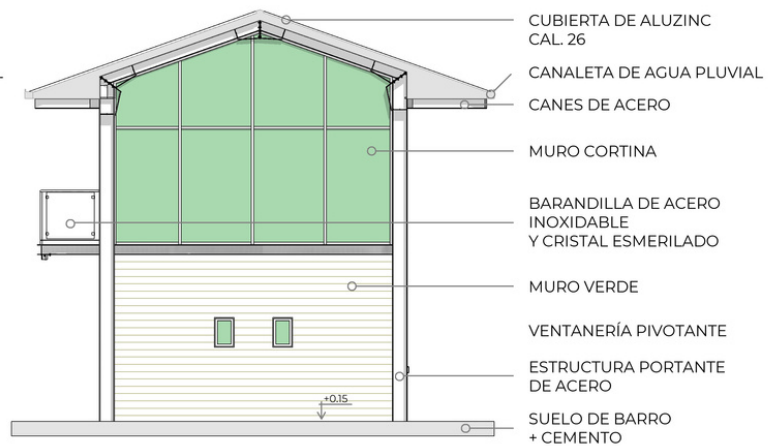 CUBIERTA DE ALUZINC
CAL. 26
CANALETA DE AGUA PLUVIAL
CANES DE ACERO
MURO CORTINA
BARANDILLA DE ACERO
INOXIDABLE
Y CRISTAL ESMERILADO
MURO VERDE
VENTANERÍA PIVOTANTE
ESTRUCTURA PORTANTE
DE ACERO
+0.15
SUELO DE BARRO
+ CEMENTO